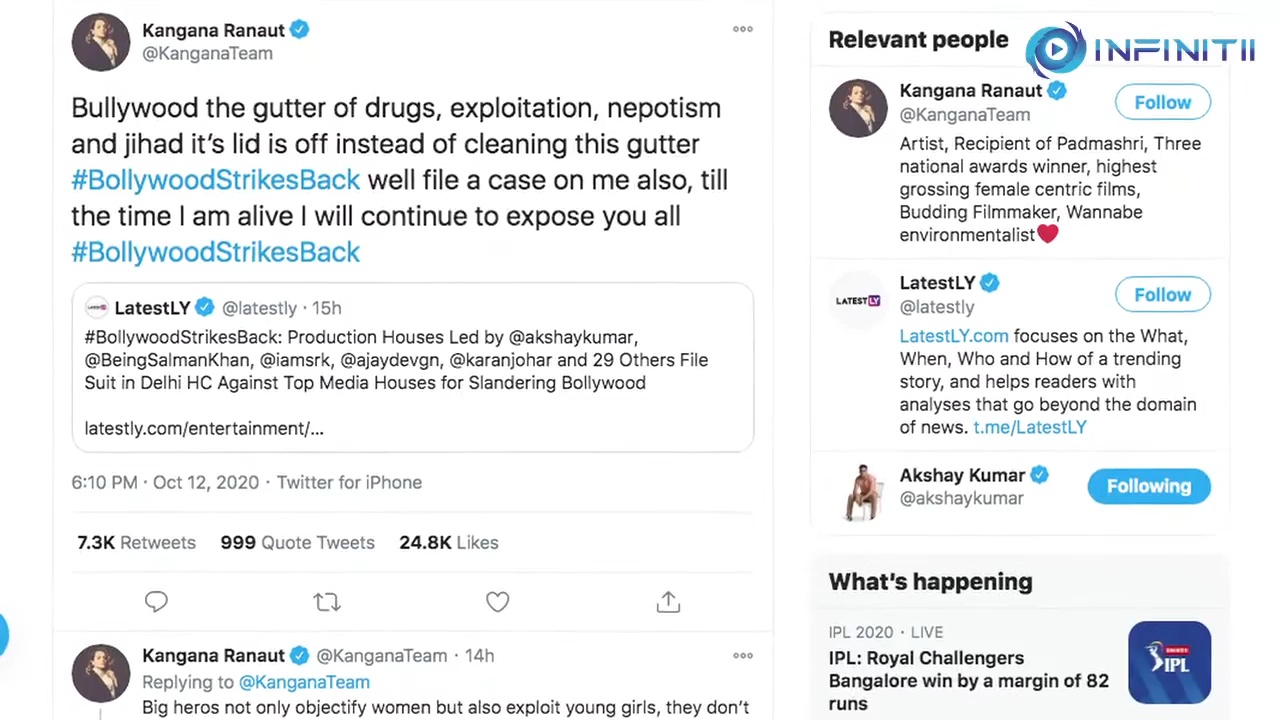 Kangana Ranaut
@KanganaTeam
Bullywood the gutter of drugs, exploitation, nepotism
and jihad it's lid is off instead of cleaning this gutter
#BollywoodStrikesBack well file a case on me also, till
the time I am alive I will continue to expose you all
#BollywoodStrikesBack
LatestLY @latestly · 15h
#BollywoodStrikesBack: Production Houses Led by @akshaykumar,
@BeingSalmanKhan, @iamsrk, @ajaydevgn, @karanjohar and 29 Others File
Suit in Delhi HC Against Top Media Houses for Slandering Bollywood
latestly.com/entertainment/...
6:10 PM · Oct 12, 2020 · Twitter for iPhone
7.3K Retweets 999 Quote Tweets 24.8K Likes
Kangana Ranaut @KanganaTeam · 14h
Replying to @KanganaTeam
Big heros not only objectify women but also exploit young girls, they don't
Relevant people
INFINITII
Kangana Ranaut
@KanganaTeam
Follow
Artist, Recipient of Padmashri, Three
national awards winner, highest
grossing female centric films,
Budding Filmmaker, Wannabe
environmentalist❤️
LATESTLY
LatestLY
@latestly
Follow
LatestLY.com focuses on the What,
When, Who and How of a trending
story, and helps readers with
analyses that go beyond the domain
of news. t.me/LatestLY
Akshay Kumar
@akshaykumar
Following
What's happening
IPL 2020 · LIVE
IPL: Royal Challengers
Bangalore win by a margin of 82
runs
IPL